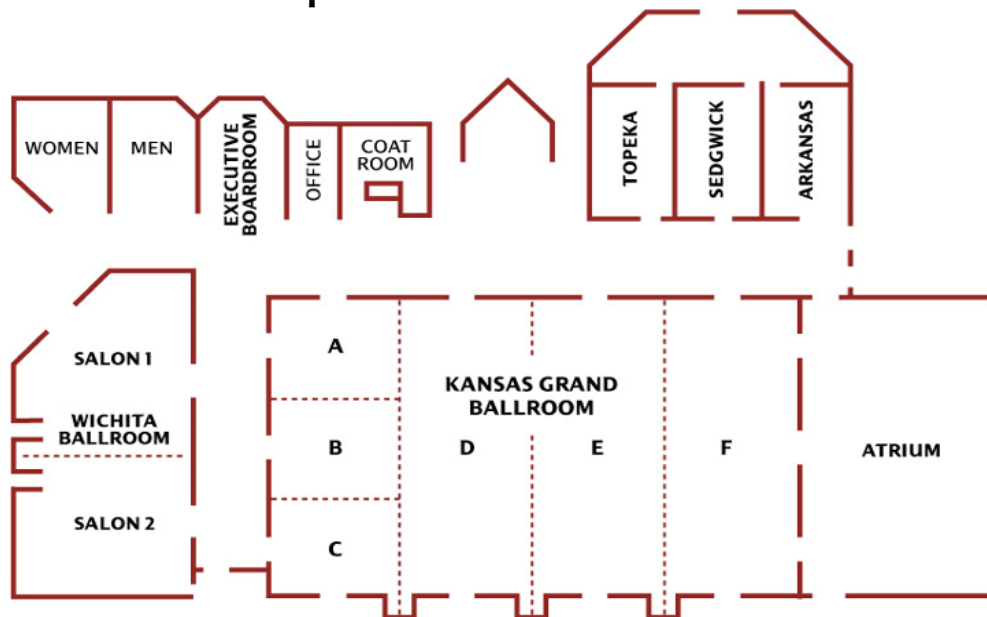 WOMEN
MEN
EXECUTIVE
BOARDROOM
OFFICE
COAT
ROOM
TOPEKA
SEDGWICK
ARKANSAS
SALON 1
WICHITA
BALLROOM
SALON 2
A
B
C
KANSAS GRAND
BALLROOM
D
E
F
ATRIUM